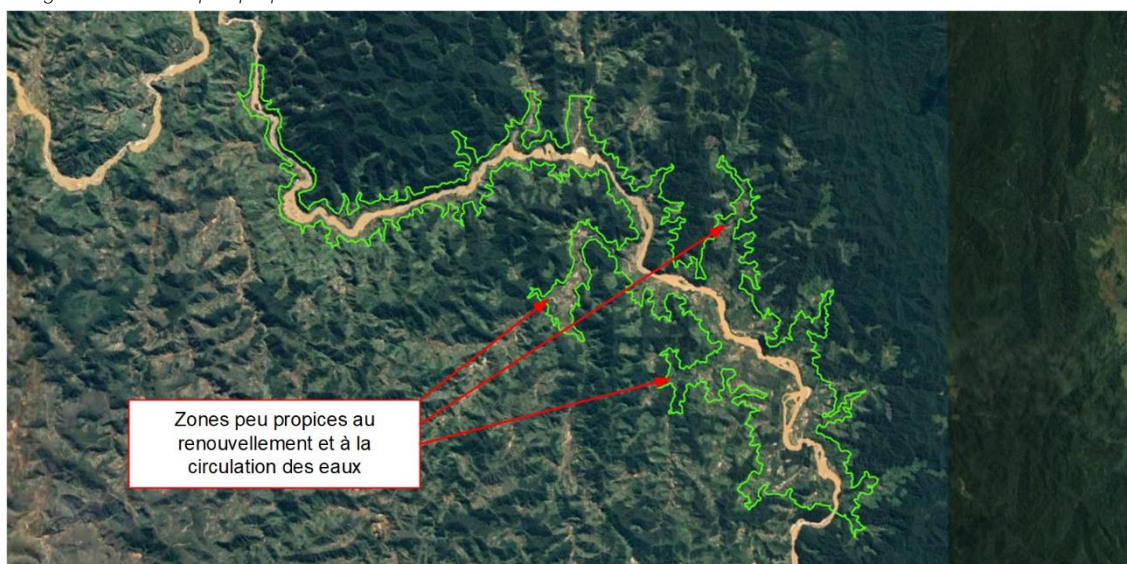 Zones peu propices au
renouvellement et à la
circulation des eaux